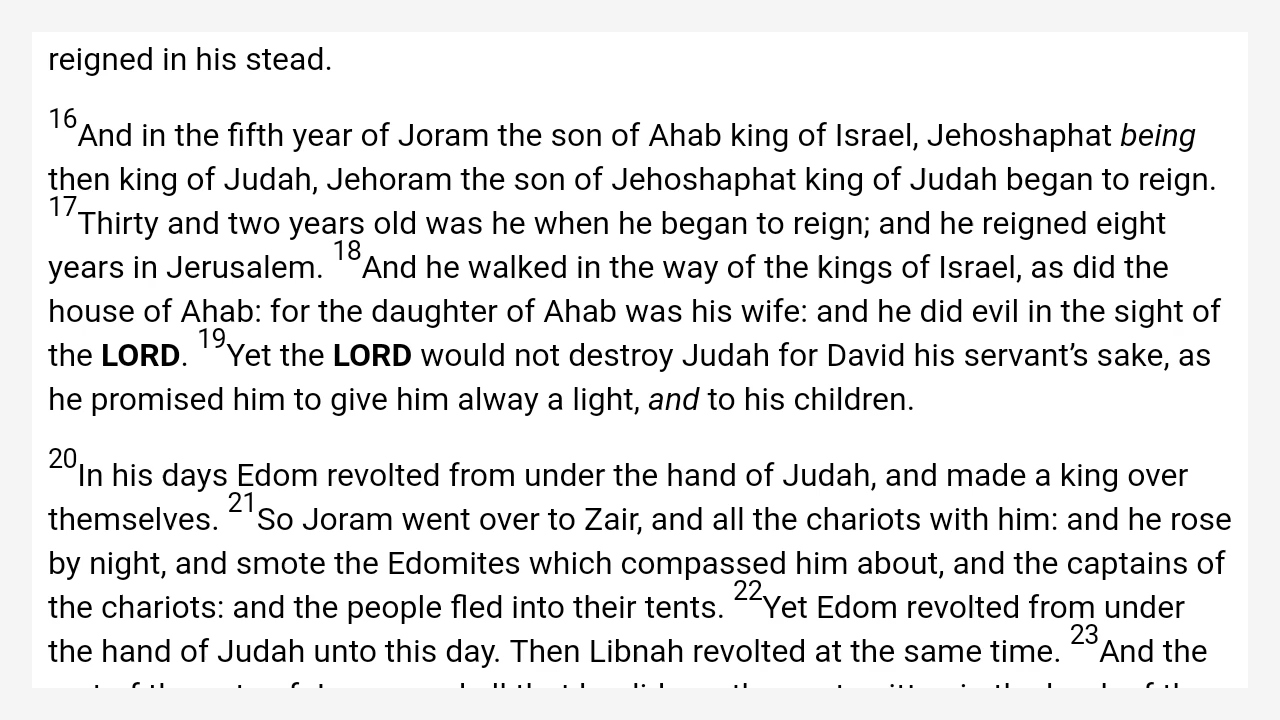 reigned in his stead.
16And in the fifth year of Joram the son of Ahab king of Israel, Jehoshaphat being
then king of Judah, Jehoram the son of Jehoshaphat king of Judah began to reign.
17Thirty and two years old was he when he began to reign; and he reigned eight
years in Jerusalem. 18And he walked in the way of the kings of Israel, as did the
house of Ahab: for the daughter of Ahab was his wife: and he did evil in the sight of
the LORD. 19Yet the LORD would not destroy Judah for David his servant’s sake, as
he promised him to give him alway a light, and to his children.
20In his days Edom revolted from under the hand of Judah, and made a king over
themselves. 21So Joram went over to Zair, and all the chariots with him: and he rose
by night, and smote the Edomites which compassed him about, and the captains of
the chariots: and the people fled into their tents. 22Yet Edom revolted from under
the hand of Judah unto this day. Then Libnah revolted at the same time. 23And the